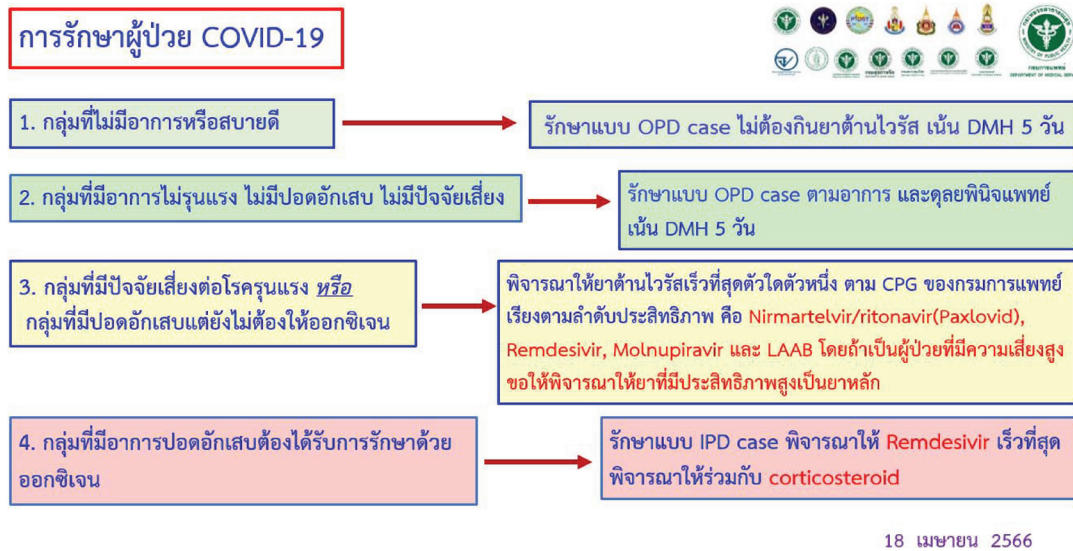 การรักษาผู้ป่วย COVID-19
1. กลุ่มที่ไม่มีอาการหรือสบายดี
รักษาแบบ OPD case ไม่ต้องกินยาต้านไวรัส เน้น DMH 5 วัน
2. กลุ่มที่มีอาการไม่รุนแรง ไม่มีปอดอักเสบ ไม่มีปัจจัยเสี่ยง
รักษาแบบ OPD case ตามอาการ และดุลยพินิจแพทย์
เน้น DMH 5 วัน
3. กลุ่มที่มีปัจจัยเสี่ยงต่อโรครุนแรง หรือ
กลุ่มที่มีปอดอักเสบแต่ยังไม่ต้องให้ออกซิเจน
พิจารณาให้ยาต้านไวรัสเร็วที่สุดตัวใดตัวหนึ่ง ตาม CPG ของกรมการแพทย์
เรียงตามลำดับประสิทธิภาพ คือ Nirmartelvir/ritonavir(Paxlovid),
Remdesivir, Molnupiravir และ LAAB โดยถ้าเป็นผู้ป่วยที่มีความเสี่ยงสูง
ขอให้พิจารณาให้ยาที่มีประสิทธิภาพสูงเป็นยาหลัก
4. กลุ่มที่มีอาการปอดอักเสบต้องได้รับการรักษาด้วย
ออกซิเจน
รักษาแบบ IPD case พิจารณาให้ Remdesivir เร็วที่สุด
พิจารณาให้ร่วมกับ corticosteroid
18 เมษายน 2566